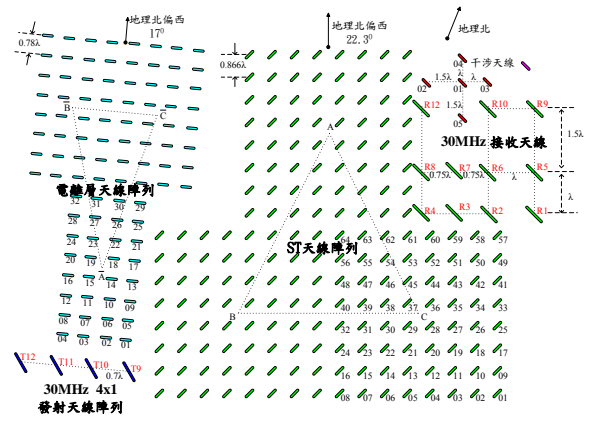 地理北偏西
17⁰
地理北偏西
22.3⁰
地理北
0.78λ
0.866λ
04
干涉天線
1.5λ
λ
λ
02
01
03
R12
1.5λ
R10
R9
05
30MHz 接收天線
1.5λ
B
C
A
R8
R7
R6
R5
0.75λ
0.75λ
λ
λ
R4
R3
R2
R1
電離層天線陣列
32 31 30 29
28 27 26 25
24 23 22 21
20 19 18 17
A
16 15 14 13
12 11 10 09
08 07 06 05
04 03 02 01
ST天線陣列
64 63 62 61 60 59 58 57
56 55 54 53 52 51 50 49
48 47 46 45 44 43 42 41
40 39 38 37 36 35 34 33
B
C
32 31 30 29 28 27 26 25
24 23 22 21 20 19 18 17
16 15 14 13 12 11 10 09
08 07 06 05 04 03 02 01
T12
T11
T10
T9
0.7λ
30MHz 4x1
發射天線陣列